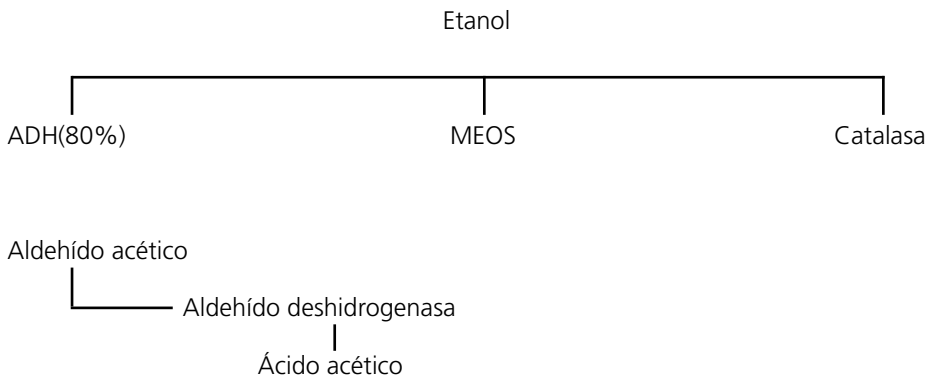 Etanol
ADH(80%) MEOS Catalasa
Aldehído acético
Aldehído deshidrogenasa
Ácido acético